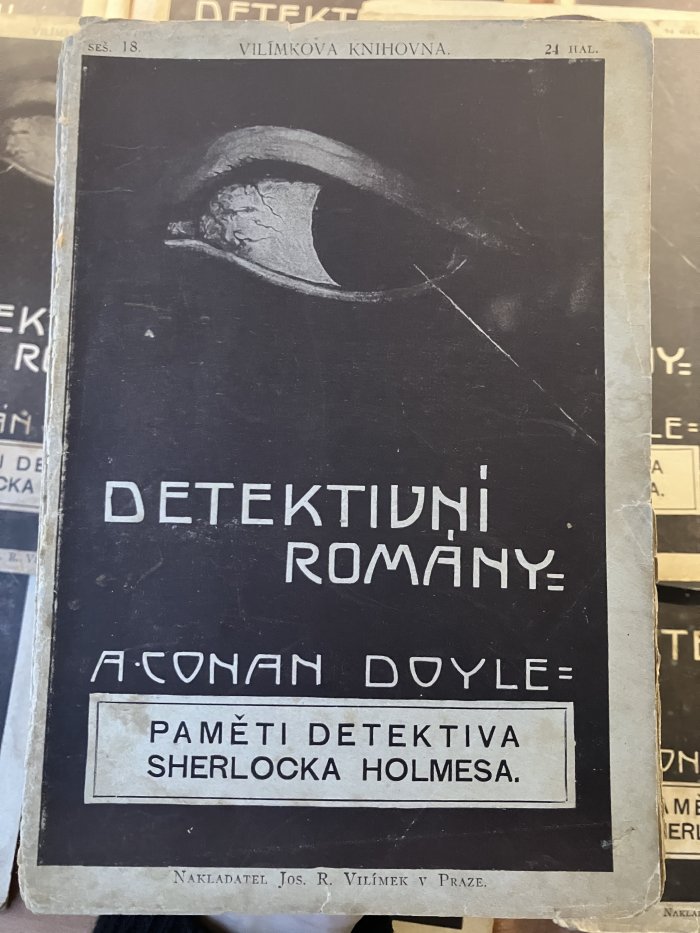 SEŠ. 18. VILÍMKOVA KNIHOVNA. 24 HAL.
DETEKTIVNÍ
ROMÁNY=
A·CONAN DOYLE=
PAMĚTI DETEKTIVA
SHERLOCKA HOLMESA.
NAKLADATEL JOS. R. VILÍMEK V PRAZE.